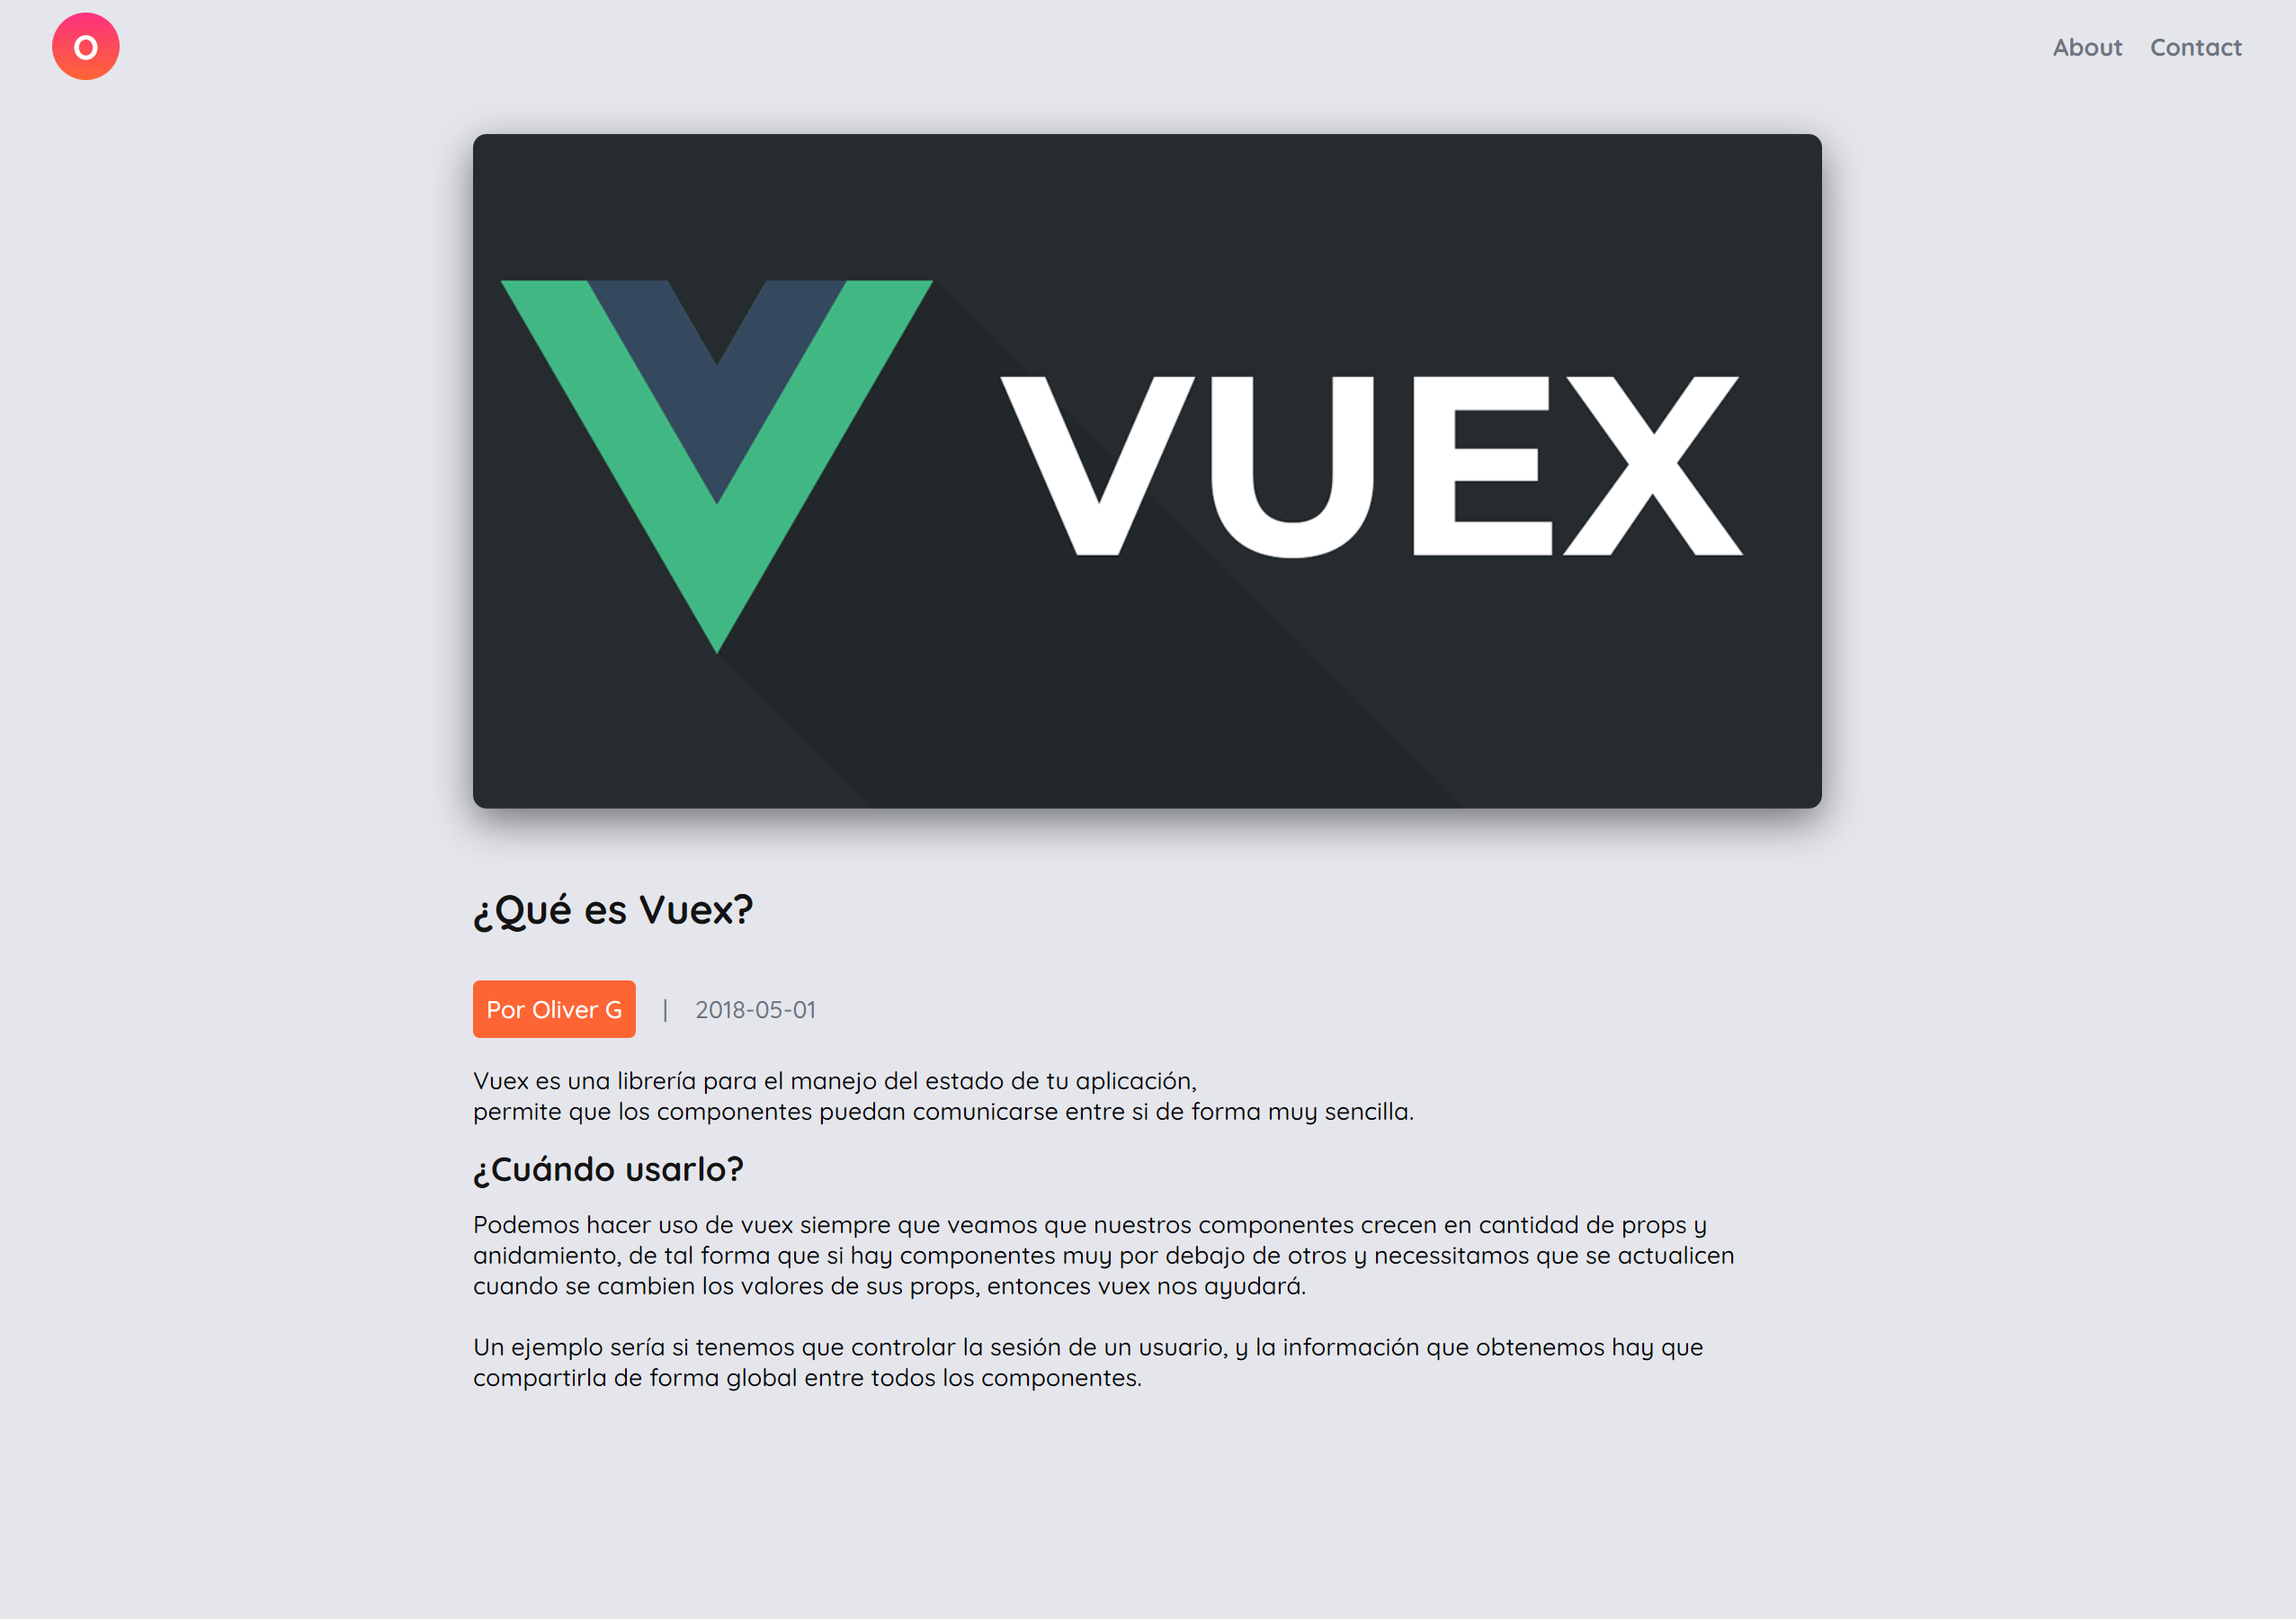 O
About Contact
VUEX
¿Qué es Vuex?
Por Oliver G | 2018-05-01
Vuex es una librería para el manejo del estado de tu aplicación,
permite que los componentes puedan comunicarse entre si de forma muy sencilla.
¿Cuándo usarlo?
Podemos hacer uso de vuex siempre que veamos que nuestros componentes crecen en cantidad de props y
anidamiento, de tal forma que si hay componentes muy por debajo de otros y necessitamos que se actualicen
cuando se cambien los valores de sus props, entonces vuex nos ayudará.
Un ejemplo sería si tenemos que controlar la sesión de un usuario, y la información que obtenemos hay que
compartirla de forma global entre todos los componentes.